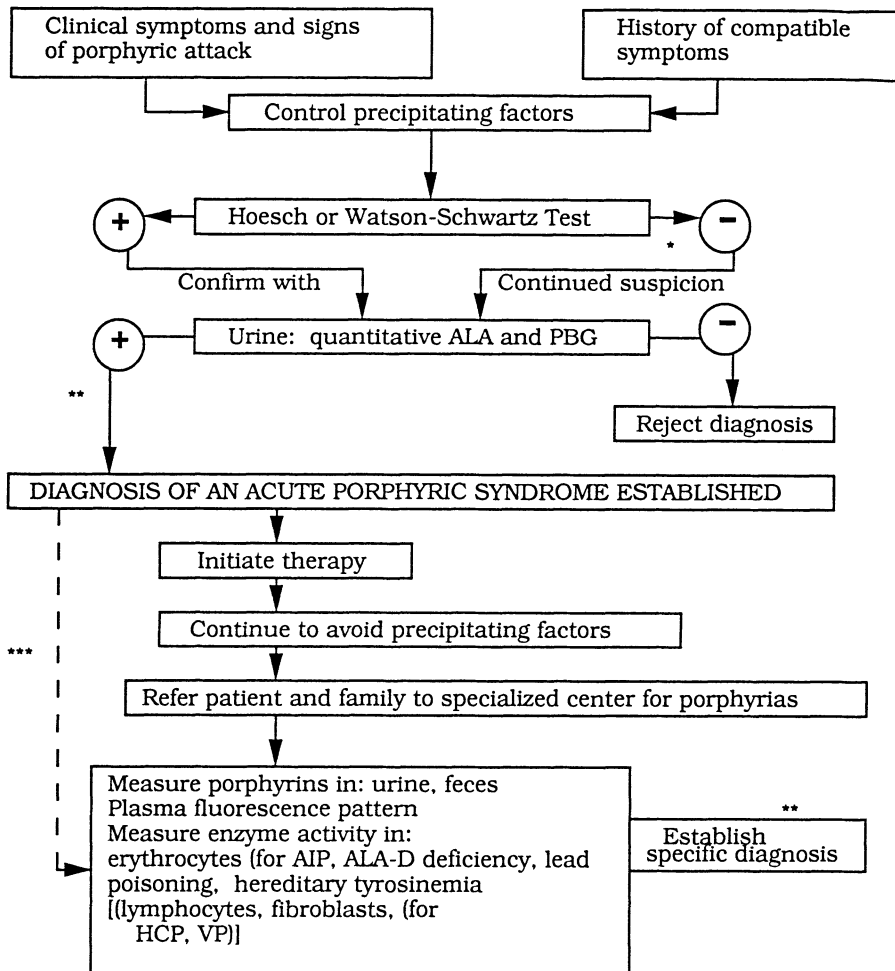 Clinical symptoms and signs
of porphyric attack
History of compatible
symptoms
Control precipitating factors
+
Hoesch or Watson-Schwartz Test
−
*
Confirm with
Continued suspicion
+
Urine: quantitative ALA and PBG
−
**
Reject diagnosis
DIAGNOSIS OF AN ACUTE PORPHYRIC SYNDROME ESTABLISHED
Initiate therapy
Continue to avoid precipitating factors
***
Refer patient and family to specialized center for porphyrias
Measure porphyrins in: urine, feces
Plasma fluorescence pattern
Measure enzyme activity in:
erythrocytes (for AIP, ALA-D deficiency, lead
poisoning, hereditary tyrosinemia
[(lymphocytes, fibroblasts, (for
HCP, VP)]
**
Establish
specific diagnosis